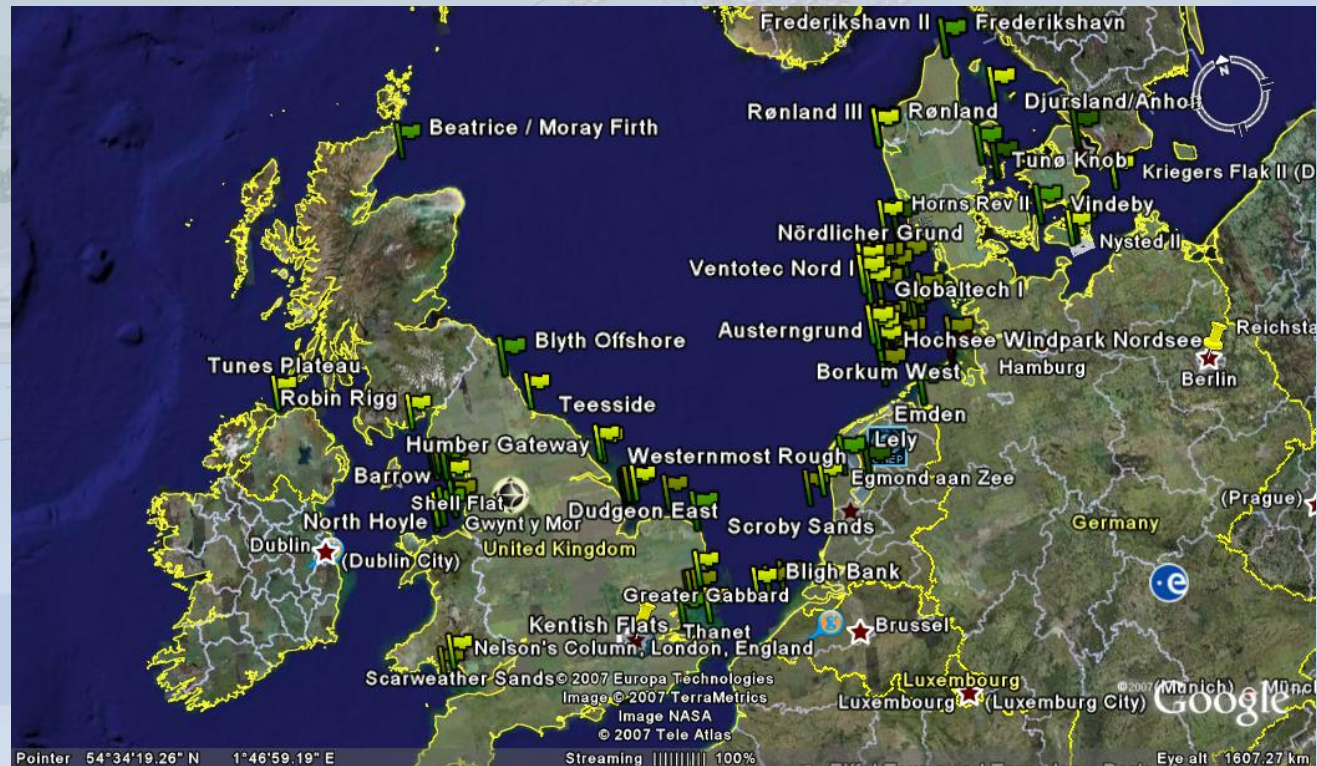 Frederikshavn II
Frederikshavn
Rønland III
Rønland
Djursland/Anholt
Beatrice / Moray Firth
Tunø Knob
Kriegers Flak II (D
Horns Rev II
Vindeby
Nördlicher Grund
Nysted II
Ventotec Nord I
Globaltech I
Blyth Offshore
Austerngrund
Hochsee Windpark Nordsee
Reichsta
Tunes Plateau
Borkum West
Hamburg
Berlin
Robin Rigg
Teesside
Emden
Humber Gateway
Westernmost Rough
Lely
Barrow
Egmond aan Zee
Shell Flat
Dudgeon East
(Prague)
North Hoyle
Gwynt y Mor
Scroby Sands
Germany
Dublin
(Dublin City)
United Kingdom
Bligh Bank
e
Greater Gabbard
Kentish Flats
Thanet
g
Brussel
Nelson's Column, London, England
Scarweather Sands
© 2007 Europa Technologies
Luxembourg
©2007
(Munich)
Münc
Image © 2007 TerraMetrics
Luxembourg
(Luxemburg City)
Google
Image NASA
© 2007 Tele Atlas
N
Pointer 54°34'19.26" N 1°46'59.19" E
Streaming |||||||||| 100%
Eye alt 1607.27 km